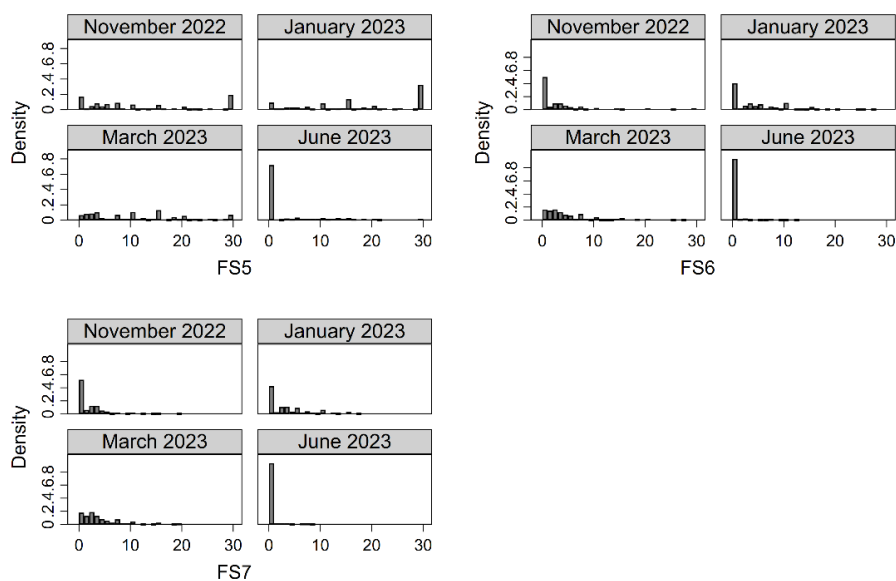 November 2022
January 2023
March 2023
June 2023
Density
0 .2 .4 .6 .8
0 .2 .4 .6 .8
0 10 20 30
0 10 20 30
FS5
November 2022
January 2023
March 2023
June 2023
Density
0 .2 .4 .6 .8
0 .2 .4 .6 .8
0 10 20 30
0 10 20 30
FS6
November 2022
January 2023
March 2023
June 2023
Density
0 .2 .4 .6 .8
0 .2 .4 .6 .8
0 10 20 30
0 10 20 30
FS7